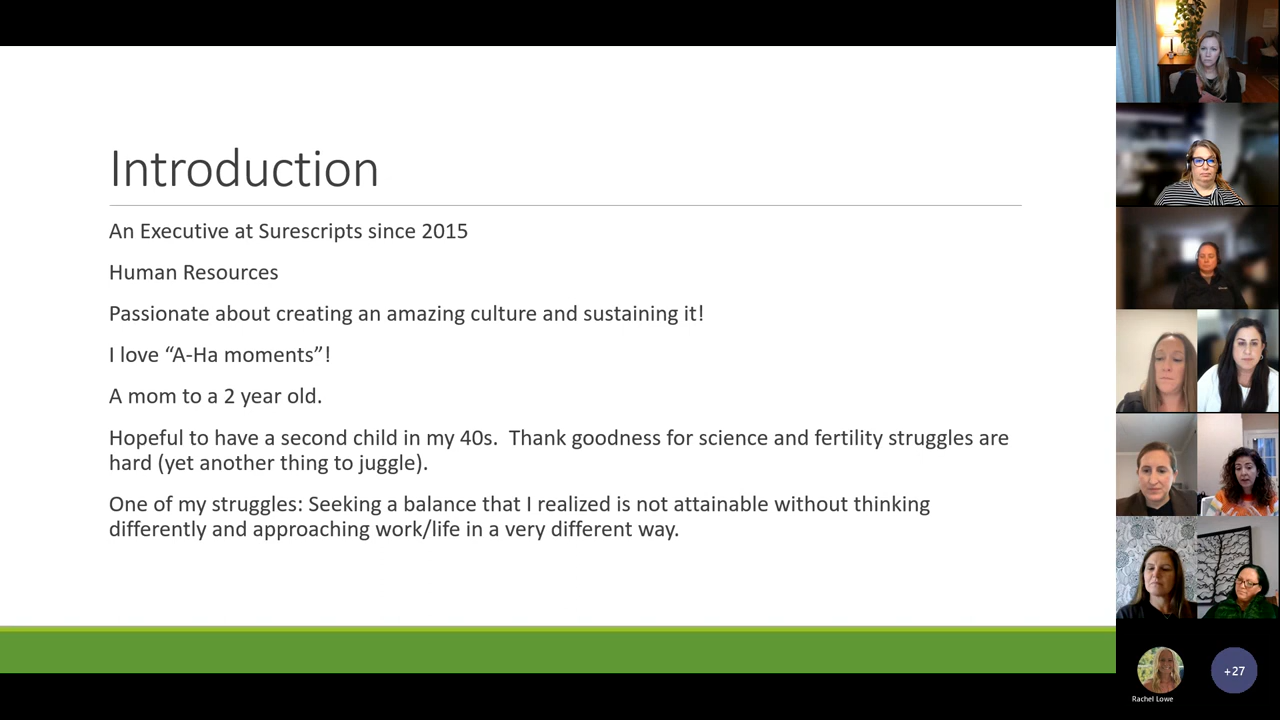 Introduction
An Executive at Surescripts since 2015
Human Resources
Passionate about creating an amazing culture and sustaining it!
I love “A-Ha moments”!
A mom to a 2 year old.
Hopeful to have a second child in my 40s.  Thank goodness for science and fertility struggles are
hard (yet another thing to juggle).
One of my struggles: Seeking a balance that I realized is not attainable without thinking
differently and approaching work/life in a very different way.
+27
Rachel Lowe